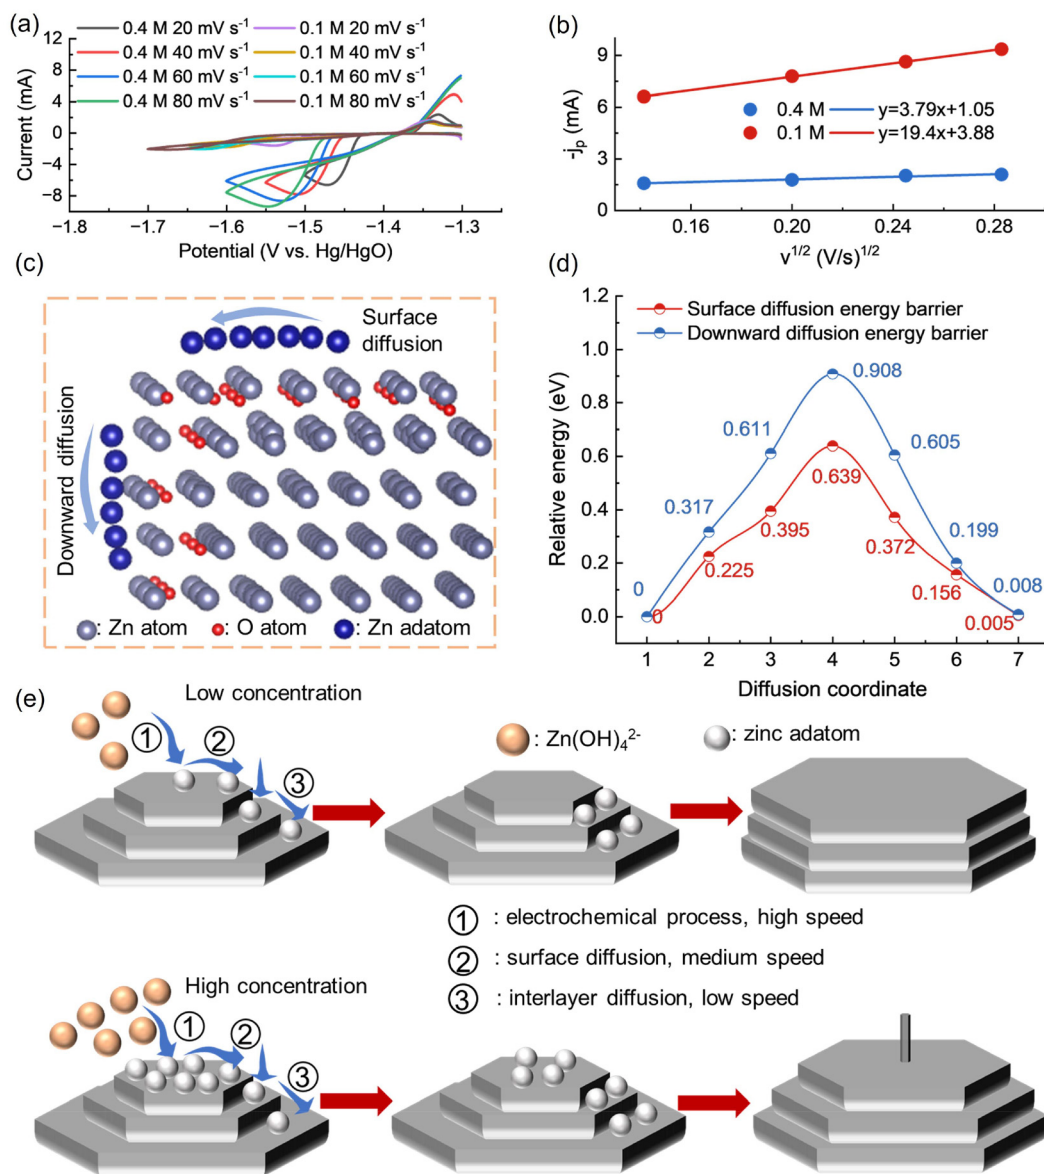 (a)
0.4 M 20 mV s⁻¹ 0.1 M 20 mV s⁻¹
0.4 M 40 mV s⁻¹ 0.1 M 40 mV s⁻¹
0.4 M 60 mV s⁻¹ 0.1 M 60 mV s⁻¹
0.4 M 80 mV s⁻¹ 0.1 M 80 mV s⁻¹
12
8
4
0
−4
−8
Current (mA)
−1.8 −1.7 −1.6 −1.5 −1.4 −1.3
Potential (V vs. Hg/HgO)
(b)
9
6
3
0
-jₚ (mA)
0.4 M y=3.79x+1.05
0.1 M y=19.4x+3.88
0.16 0.20 0.24 0.28
v^1/2 (V/s)^1/2
(c)
Surface
diffusion
Downward diffusion
: Zn atom : O atom : Zn adatom
(d)
1.2
1.0
0.8
0.6
0.4
0.2
0.0
Relative energy (eV)
Surface diffusion energy barrier
Downward diffusion energy barrier
0.908
0.611
0.605
0.639
0.317
0.395
0.372
0.199
0.225
0.156
0.008
0
0
0.005
1 2 3 4 5 6 7
Diffusion coordinate
(e)
Low concentration
①
②
③
: Zn(OH)₄²⁻ : zinc adatom
① : electrochemical process, high speed
② : surface diffusion, medium speed
③ : interlayer diffusion, low speed
High concentration
①
②
③